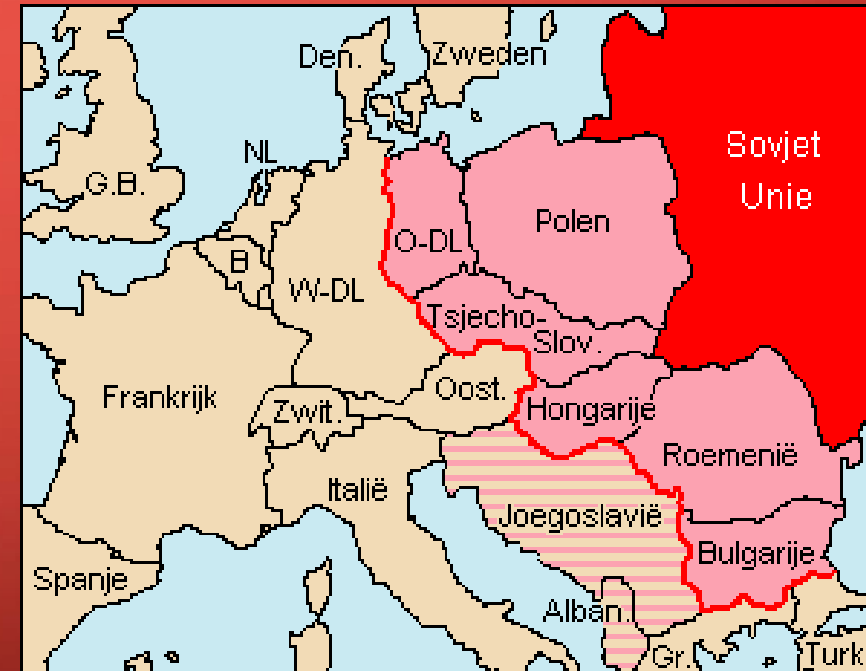 Den.
Zweden
NL
G.B.
Sovjet
Unie
Polen
O-DL
B
W-DL
Tsjecho-
Slov.
Frankrijk
Zwit.
Oost.
Hongarije
Roemenië
Italië
Joegoslavië
Bulgarije
Spanje
Alban.
Gr.
Turk